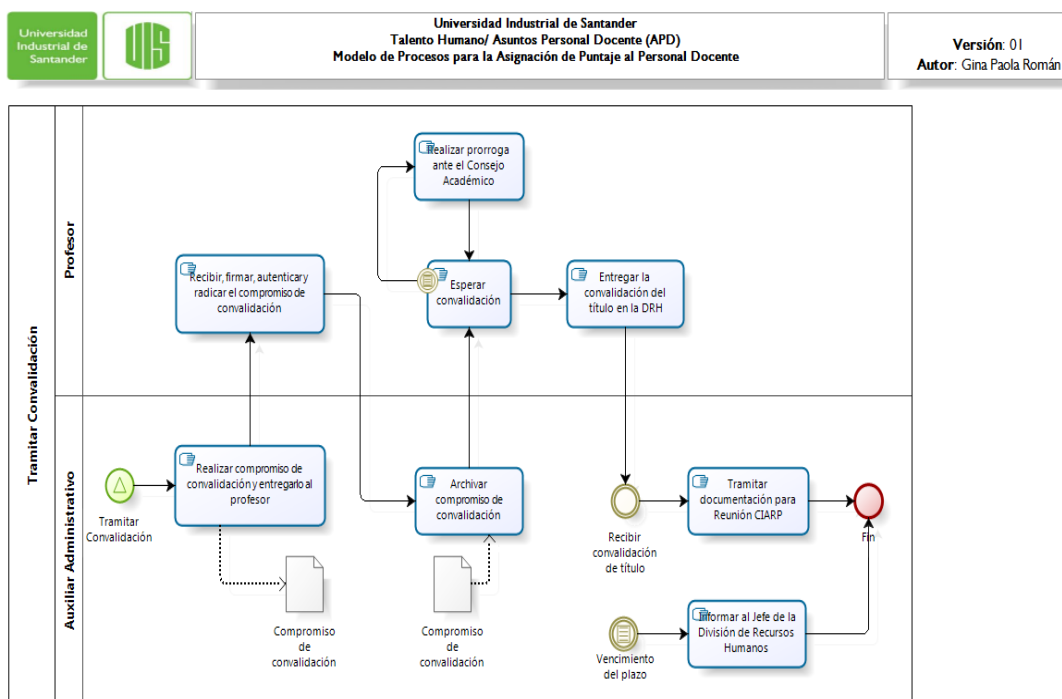 Universidad
Industrial de
Santander
Universidad Industrial de Santander
Talento Humano/ Asuntos Personal Docente (APD)
Modelo de Procesos para la Asignación de Puntaje al Personal Docente
Versión: 01
Autor: Gina Paola Román
Tramitar Convalidación
Profesor
Realizar prorroga
ante el Consejo
Académico
Recibir, firmar, autenticar y
radicar el compromiso de
convalidación
Esperar
convalidación
Entregar la
convalidación del
título en la DRH
Auxiliar Administrativo
Tramitar
Convalidación
Realizar compromiso de
convalidación y entregarlo al
profesor
Archivar
compromiso de
convalidación
Recibir
convalidación
de título
Tramitar
documentación para
Reunión CIARP
Fin
Compromiso
de
convalidación
Compromiso
de
convalidación
Vencimiento
del plazo
Informar al Jefe de la
División de Recursos
Humanos